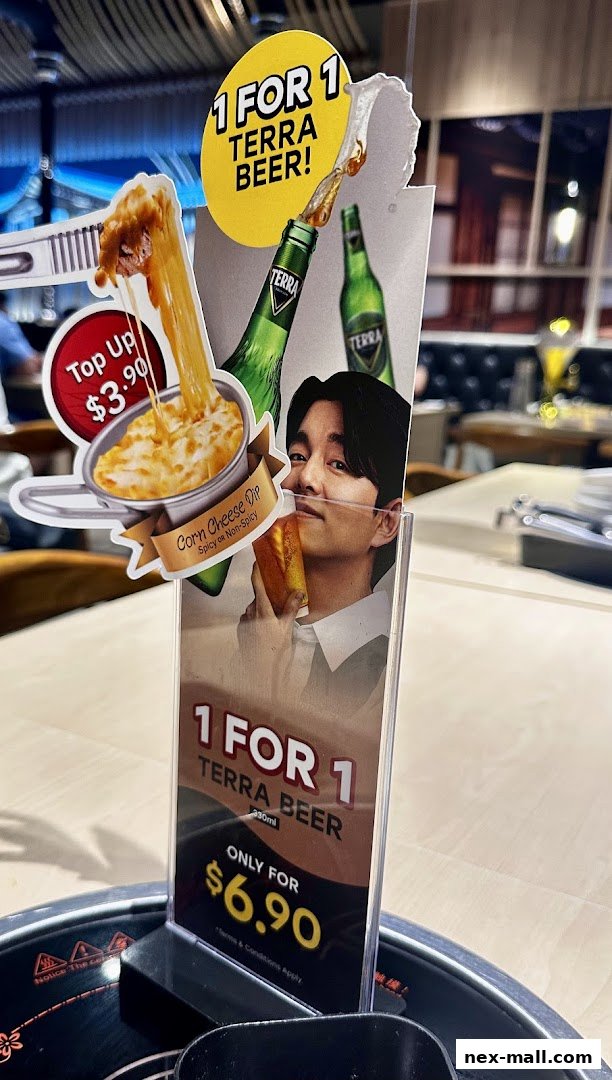 1 FOR 1
TERRA
BEER!
TERRA
TERRA
Top Up
$3.90
Corn Cheese Dip
Spicy or Non-Spicy
1 FOR 1
TERRA BEER
330ml
ONLY FOR
$6.90
*Terms & Conditions Apply.
nex-mall.com